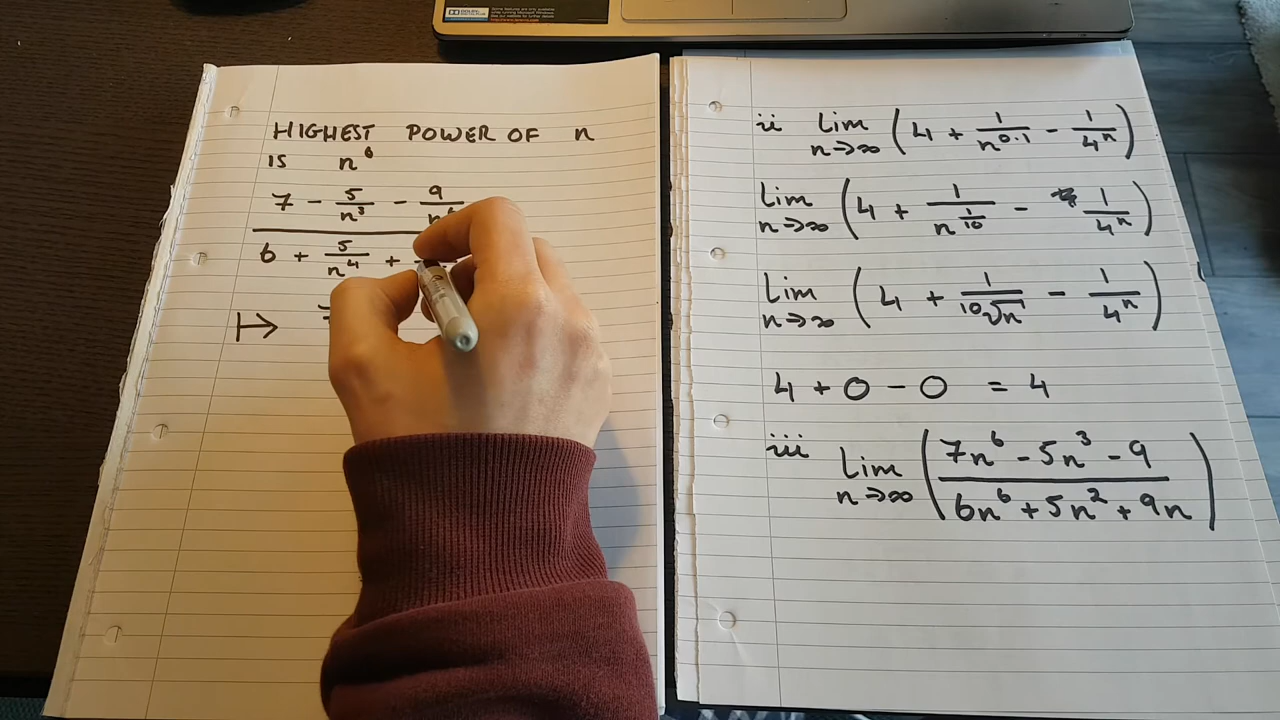 HIGHEST POWER OF n
is n⁶
7 - 5/n³ - 9/n
6 + 5/n⁴ +
↦ 7
ii Lim n→∞ (4 + 1/n^0.1 - 1/4ⁿ)
Lim n→∞ (4 + 1/n^(1/10) - 1/4ⁿ)
Lim n→∞ (4 + 1/¹⁰√n - 1/4ⁿ)
4 + 0 - 0 = 4
iii Lim n→∞ ((7n⁶ - 5n³ - 9)/(6n⁶ + 5n² + 9n))